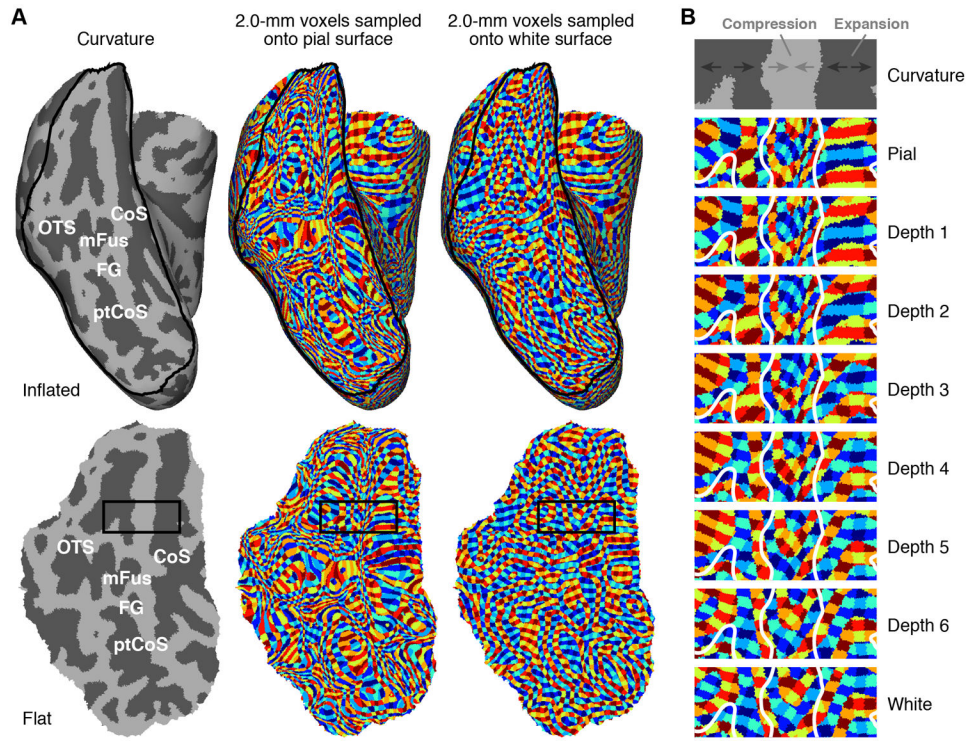 A
Curvature
2.0-mm voxels sampled
onto pial surface
2.0-mm voxels sampled
onto white surface
OTS
CoS
mFus
FG
ptCoS
Inflated
OTS
CoS
mFus
FG
ptCoS
Flat
B
Compression
Expansion
Curvature
Pial
Depth 1
Depth 2
Depth 3
Depth 4
Depth 5
Depth 6
White